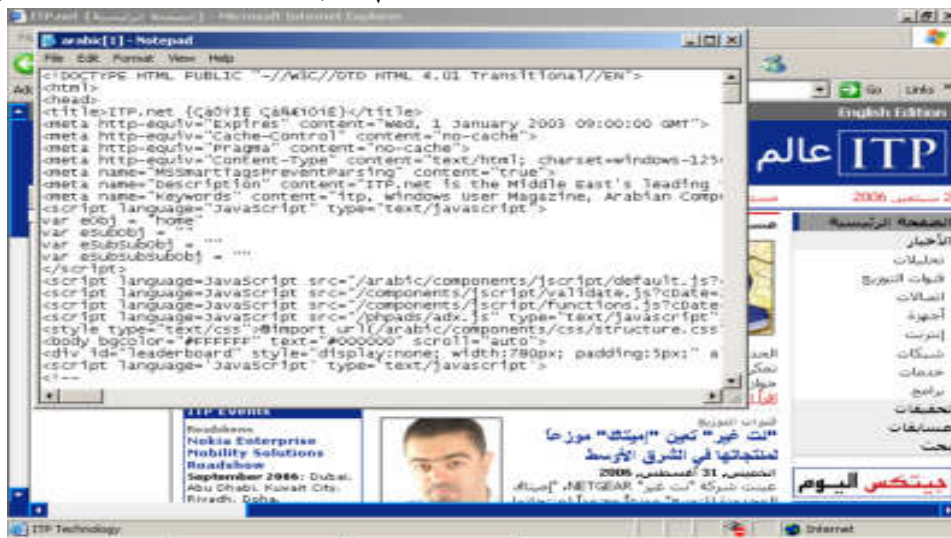 ITP.net
Microsoft Internet Explorer
arabic[1] - Notepad
File Edit Format View Help
<!DOCTYPE HTML PUBLIC "-//W3C//DTD HTML 4.01 Transitional//EN">
<html>
<head>
<title>ITP.net
</title>
<meta http-equiv="Expires" content="Wed, 1 January 2003 09:00:00 GMT">
<meta http-equiv="Cache-Control" content="no-cache">
<meta http-equiv="Pragma" content="no-cache">
<meta http-equiv="Content-Type" content="text/html; charset=windows-125
<meta name="MSSmartTagsPreventParsing" content="true">
<meta name="Description" content="ITP.net is the Middle East's leading
<meta name="Keywords" content="itp, Windows User Magazine, Arabian Comp
<script language="JavaScript" type="text/javascript">
var eObj = "home"
var eSubObj = ""
var eSubSubObj = ""
var eSubSubSubObj = ""
</script>
<script language=JavaScript src="/arabic/components/jscript/default.js?
<script language=JavaScript src="/components/jscript/validate.js?cDate=
<script language=JavaScript src="/components/jscript/functions.js?cDate
<script language=JavaScript src="/phpads/adx.js" type="text/javascript"
<style type="text/css">@import url(/arabic/components/css/structure.css
<body bgcolor="#FFFFFF" text="#000000" scroll="auto">
<div id="leaderboard" style="display:none; width:780px; padding:5px;" a
<script language="JavaScript" type="text/javascript">
<!--
Go Links
English Edition
عالم ITP
2 سبتمبر، 2006
الصفحة الرئيسية
الأخبار
تحليلات
قنوات التوزيع
اتصالات
أجهزة
إنترنت
شبكات
خدمات
برامج
تحقيقات
مسابقات
بحث
جيتكس اليوم
ITP Events
Roadshows
Nokia Enterprise
Mobility Solutions
Roadshow
September 2006: Dubai,
Abu Dhabi, Kuwait City,
Riyadh, Doha
قنوات التوزيع
"نت غير" تعين "إمپتك" موزعاً
لمنتجاتها في الشرق الأوسط
الخميس, 31 أغسطس, 2006
عينت شركة "نت غير" NETGEAR،
ITP Technology
Internet